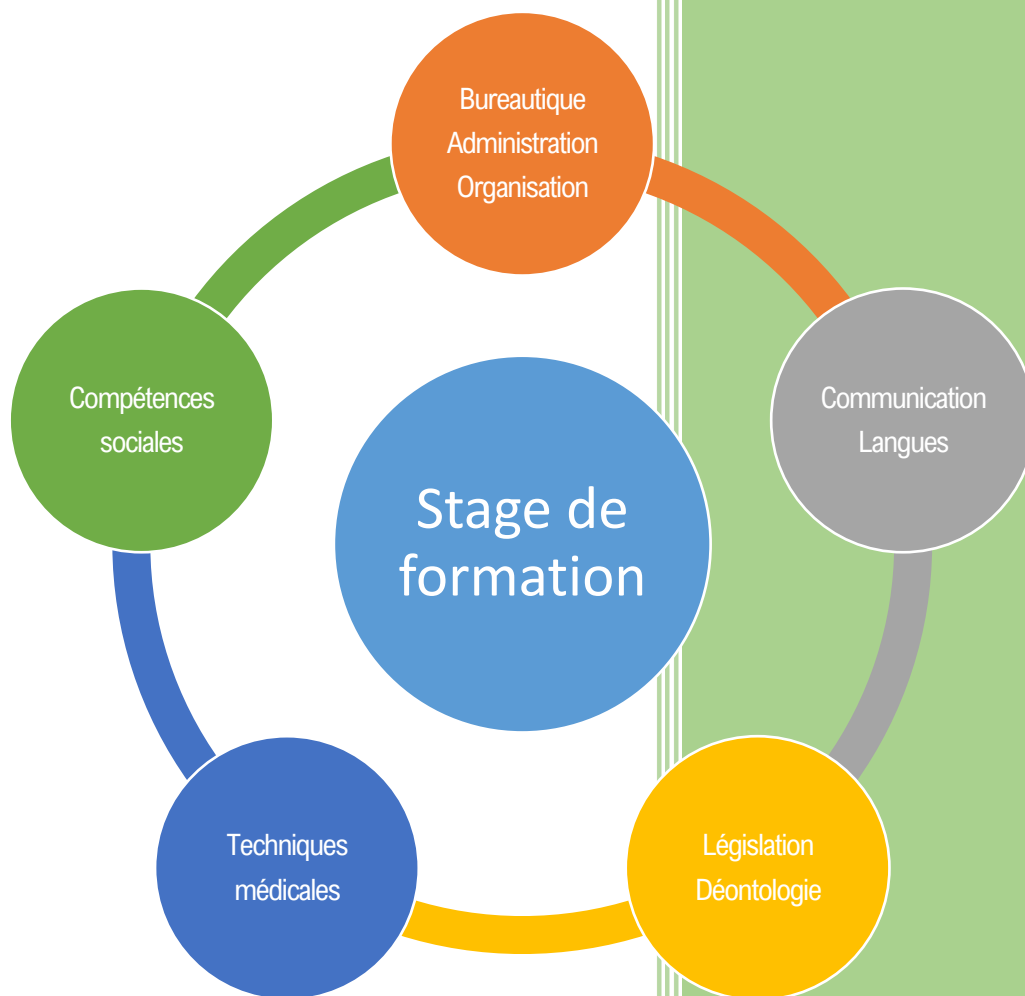 Bureautique
Administration
Organisation
Compétences
sociales
Communication
Langues
Stage de
formation
Techniques
médicales
Législation
Déontologie